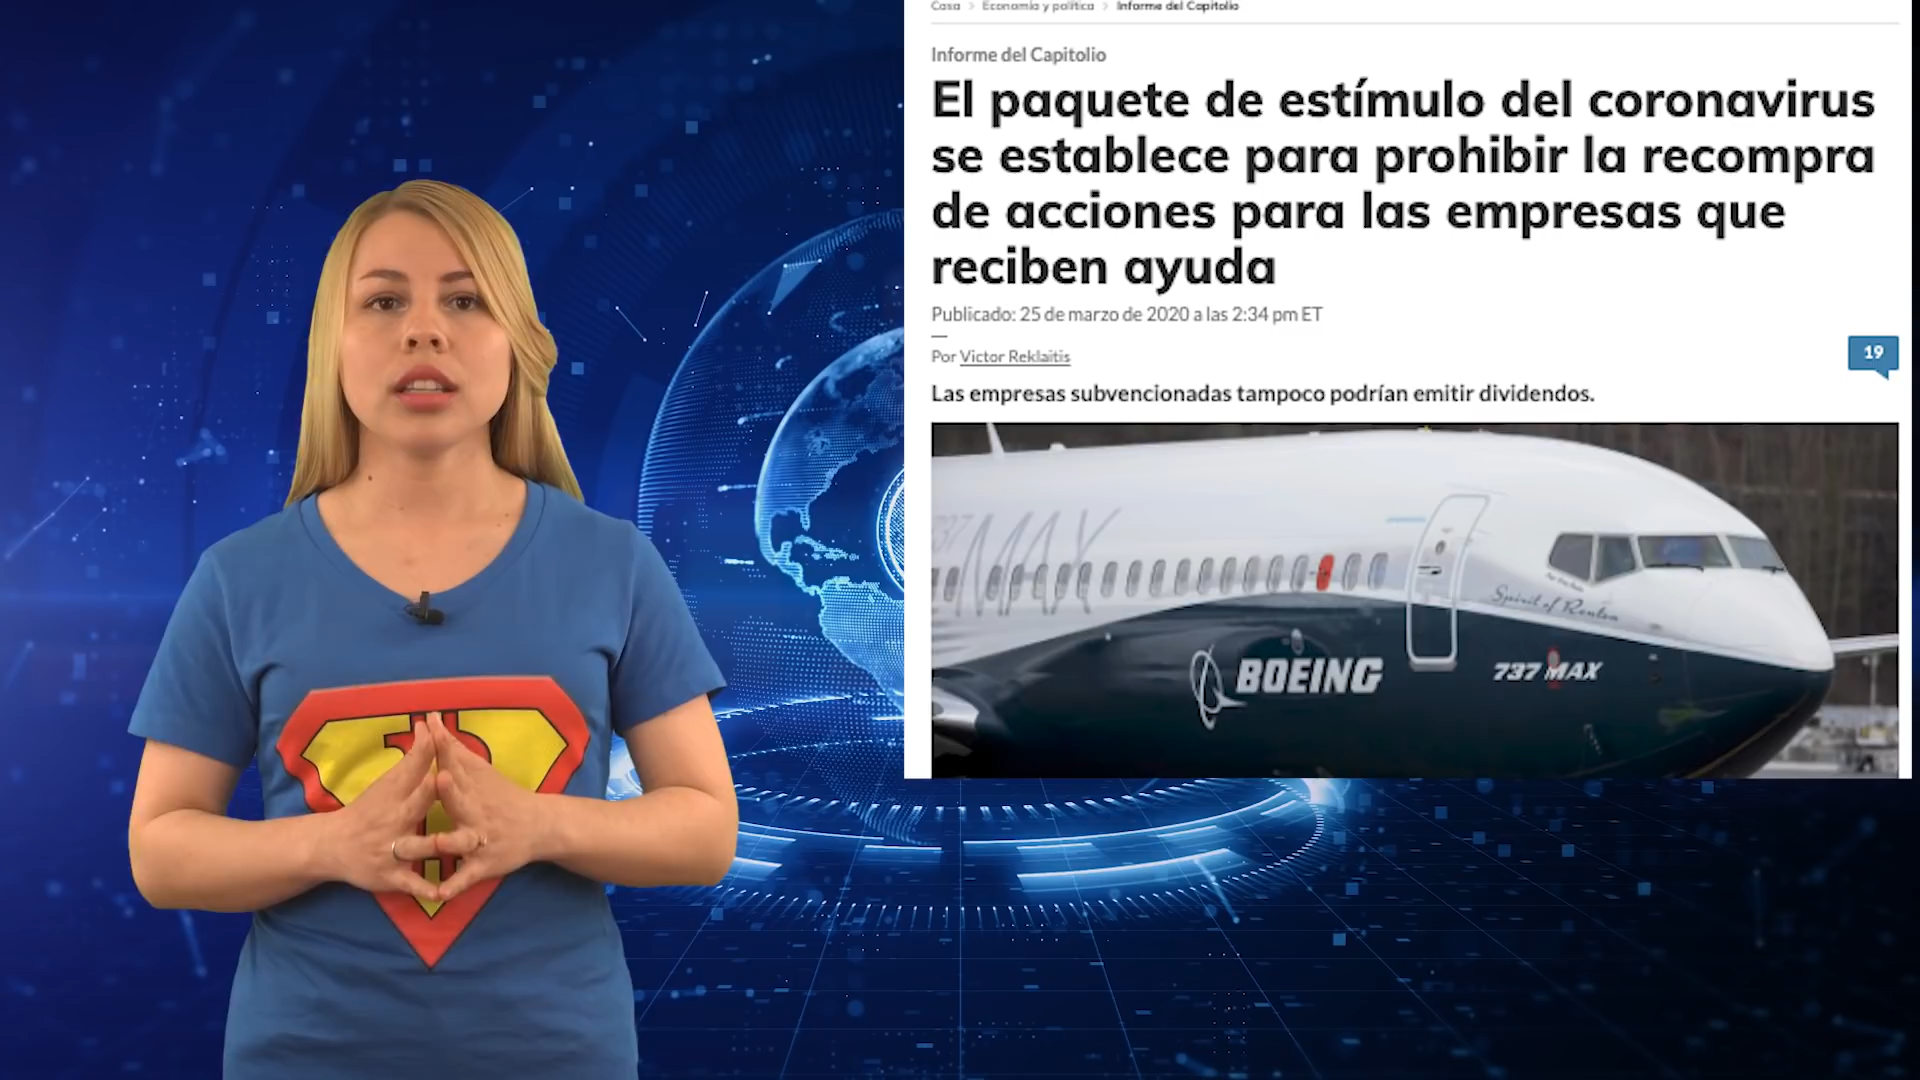 Casa > Economía y política > Informe del Capitolio
Informe del Capitolio
El paquete de estímulo del coronavirus
se establece para prohibir la recompra
de acciones para las empresas que
reciben ayuda
Publicado: 25 de marzo de 2020 a las 2:34 pm ET
Por Victor Reklaitis
19
Las empresas subvencionadas tampoco podrían emitir dividendos.
737 MAX
Spirit of Renton
BOEING
737 MAX